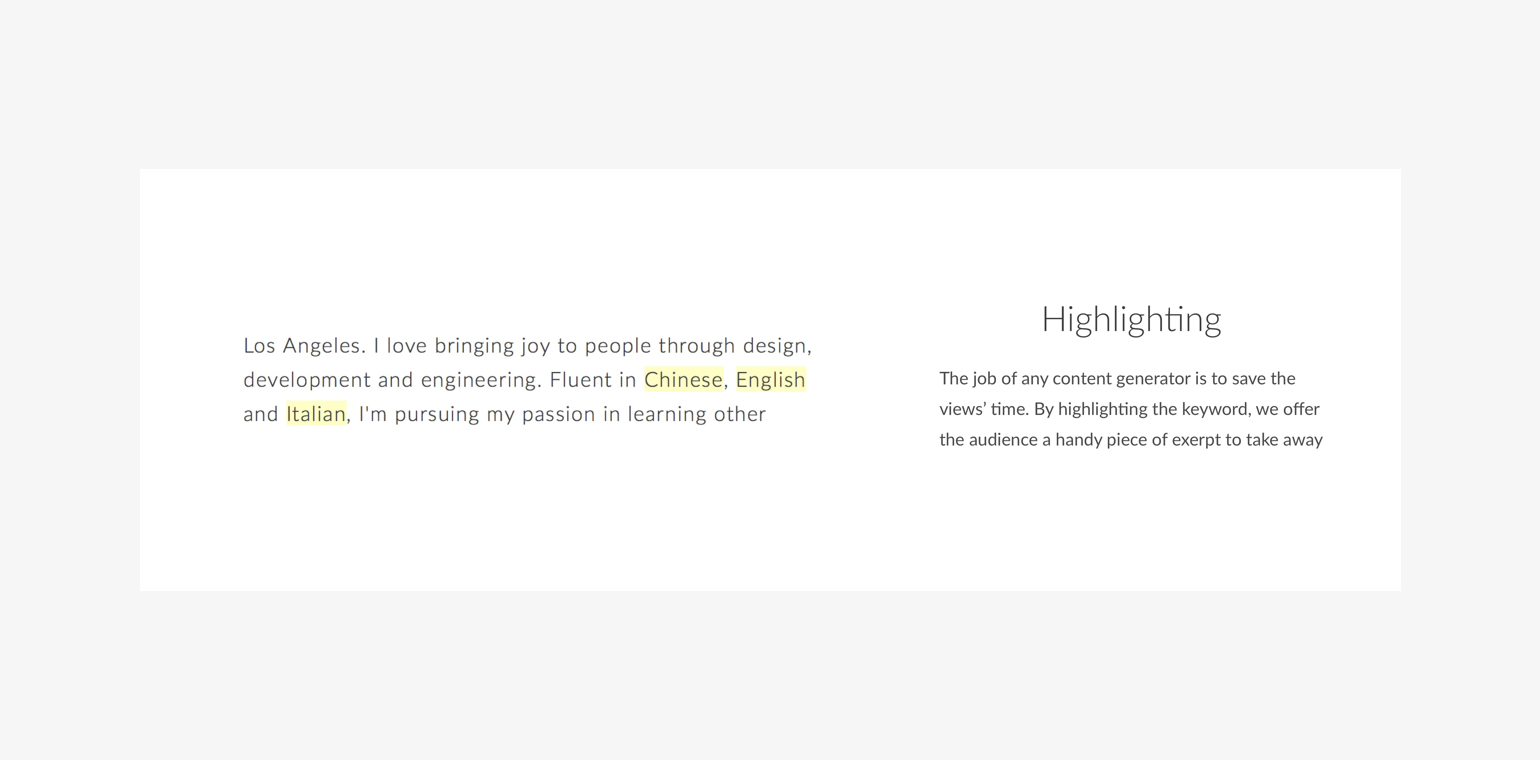 Los Angeles. I love bringing joy to people through design,
development and engineering. Fluent in Chinese, English
and Italian, I'm pursuing my passion in learning other
Highlighting
The job of any content generator is to save the
views’ time. By highlighting the keyword, we offer
the audience a handy piece of exerpt to take away